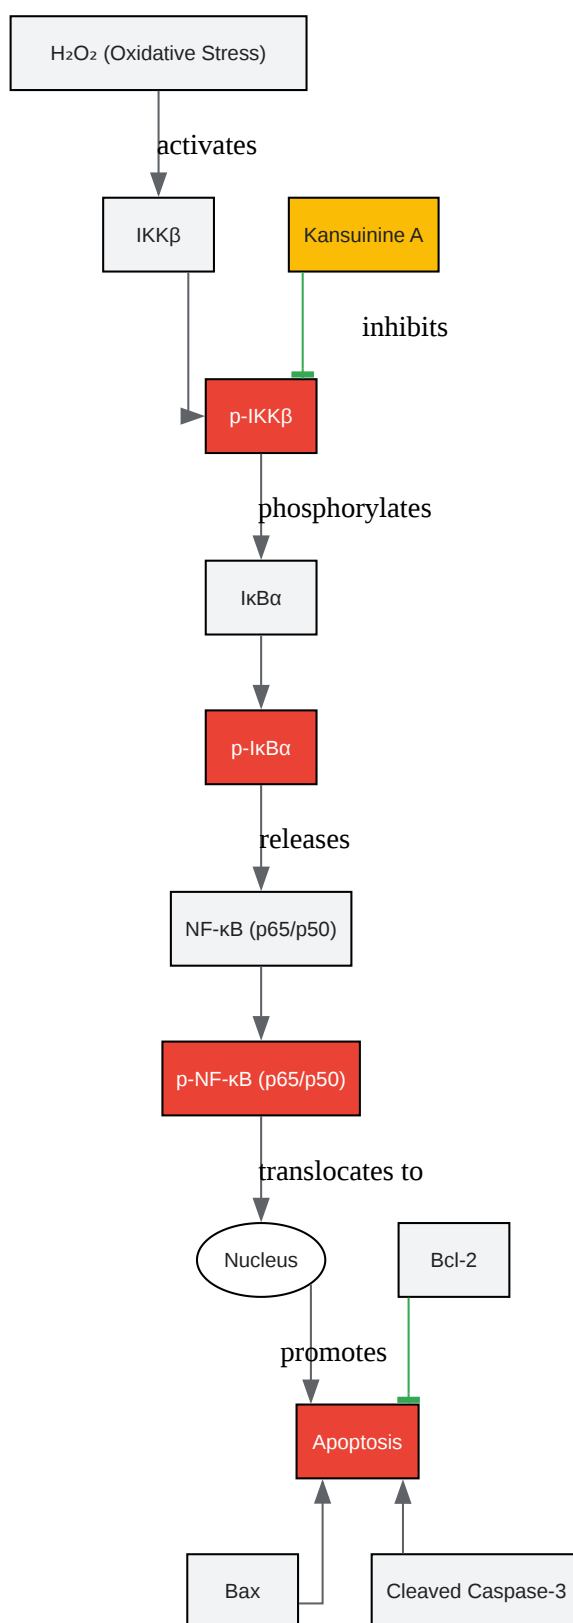 H₂O₂ (Oxidative Stress)
activates
IKKβ
Kansuinine A
inhibits
p-IKKβ
phosphorylates
IκBα
p-IκBα
releases
NF-κB (p65/p50)
p-NF-κB (p65/p50)
translocates to
Nucleus
Bcl-2
promotes
Apoptosis
Bax
Cleaved Caspase-3